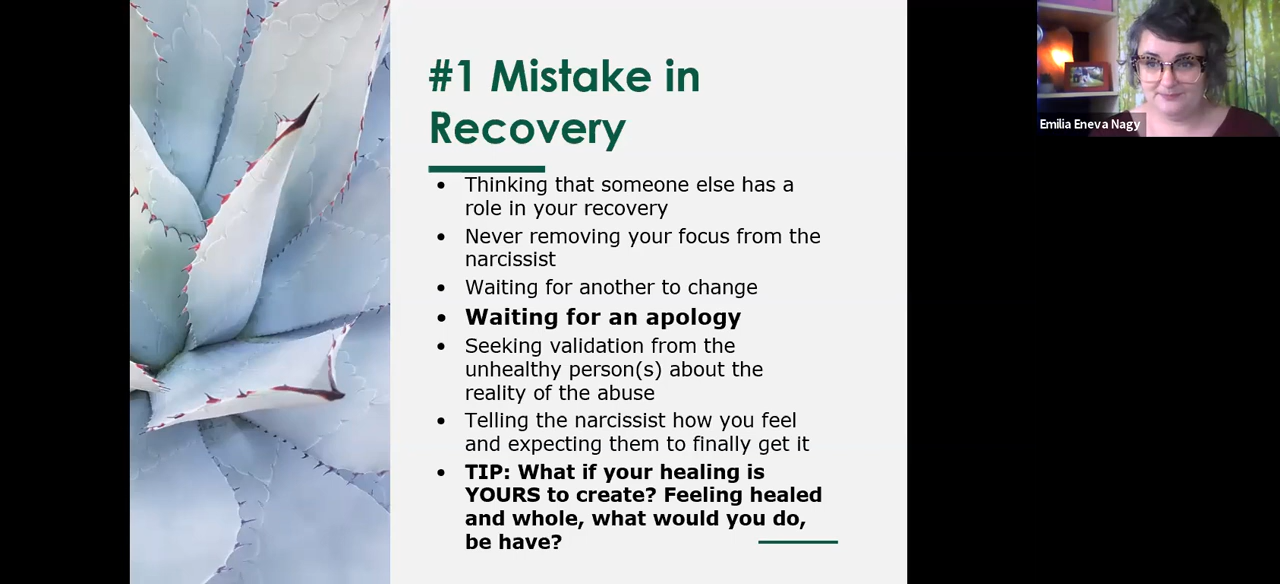 #1 Mistake in
Recovery
• Thinking that someone else has a
role in your recovery
• Never removing your focus from the
narcissist
• Waiting for another to change
• Waiting for an apology
• Seeking validation from the
unhealthy person(s) about the
reality of the abuse
• Telling the narcissist how you feel
and expecting them to finally get it
• TIP: What if your healing is
YOURS to create? Feeling healed
and whole, what would you do,
be have?
Emilia Eneva Nagy